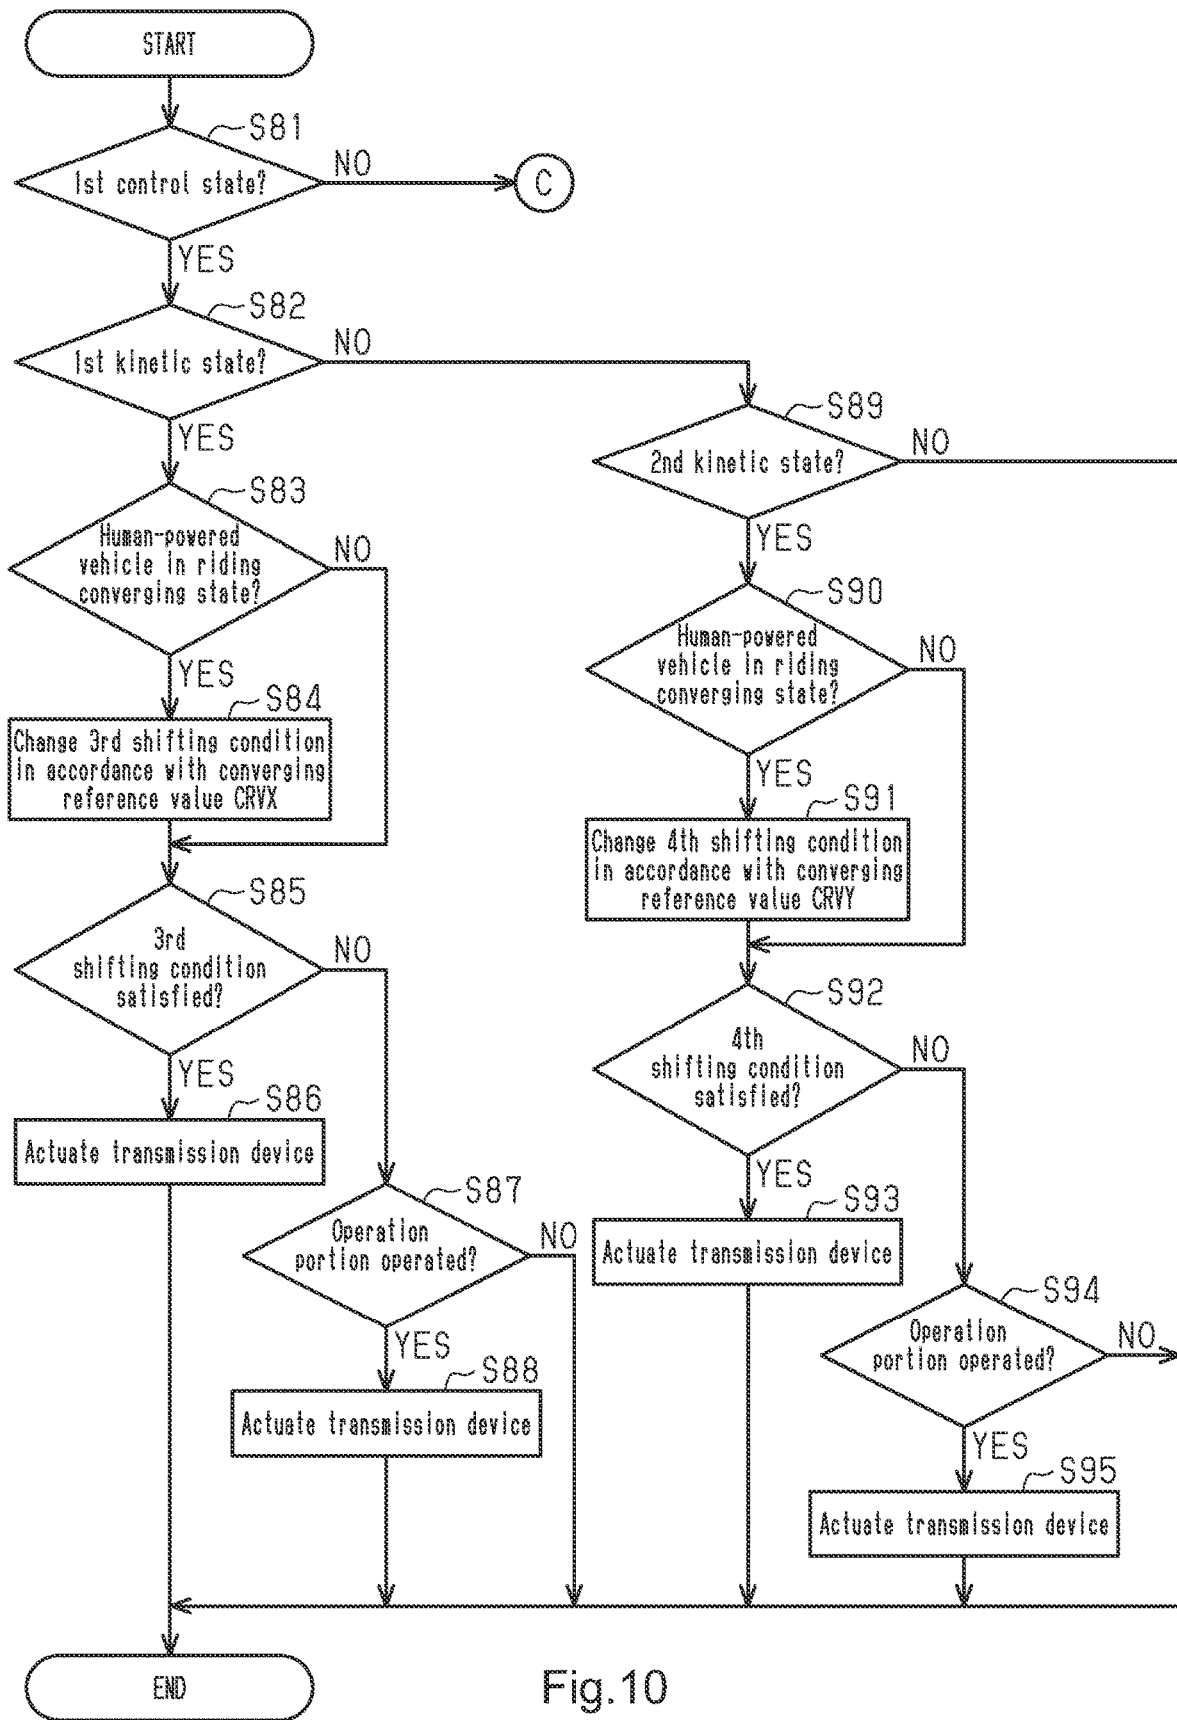 START
S81
1st control state?
NO
C
YES
S82
1st kinetic state?
NO
YES
S83
Human-powered
vehicle in riding
converging state?
NO
YES
S84
Change 3rd shifting condition
in accordance with converging
reference value CRVX
S85
3rd
shifting condition
satisfied?
NO
YES
S86
Actuate transmission device
S87
Operation
portion operated?
NO
YES
S88
Actuate transmission device
S89
2nd kinetic state?
NO
YES
S90
Human-powered
vehicle in riding
converging state?
NO
YES
S91
Change 4th shifting condition
in accordance with converging
reference value CRVY
S92
4th
shifting condition
satisfied?
NO
YES
S93
Actuate transmission device
S94
Operation
portion operated?
NO
YES
S95
Actuate transmission device
END
Fig.10